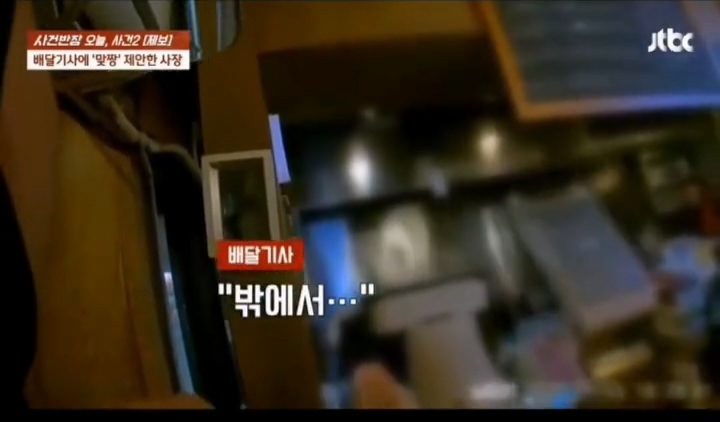 사건반장 오늘, 사건2 [제보]
jtbc
배달기사에 '맞짱' 제안한 사장
배달기사
"밖에서…"